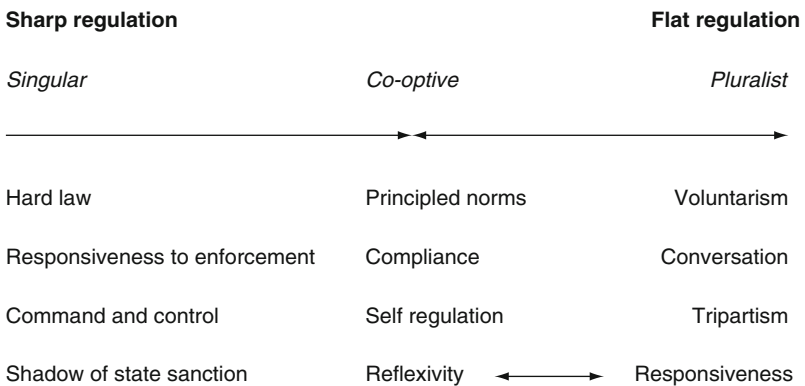 Sharp regulation Flat regulation
Singular Co-optive Pluralist
Hard law Principled norms Voluntarism
Responsiveness to enforcement Compliance Conversation
Command and control Self regulation Tripartism
Shadow of state sanction Reflexivity Responsiveness